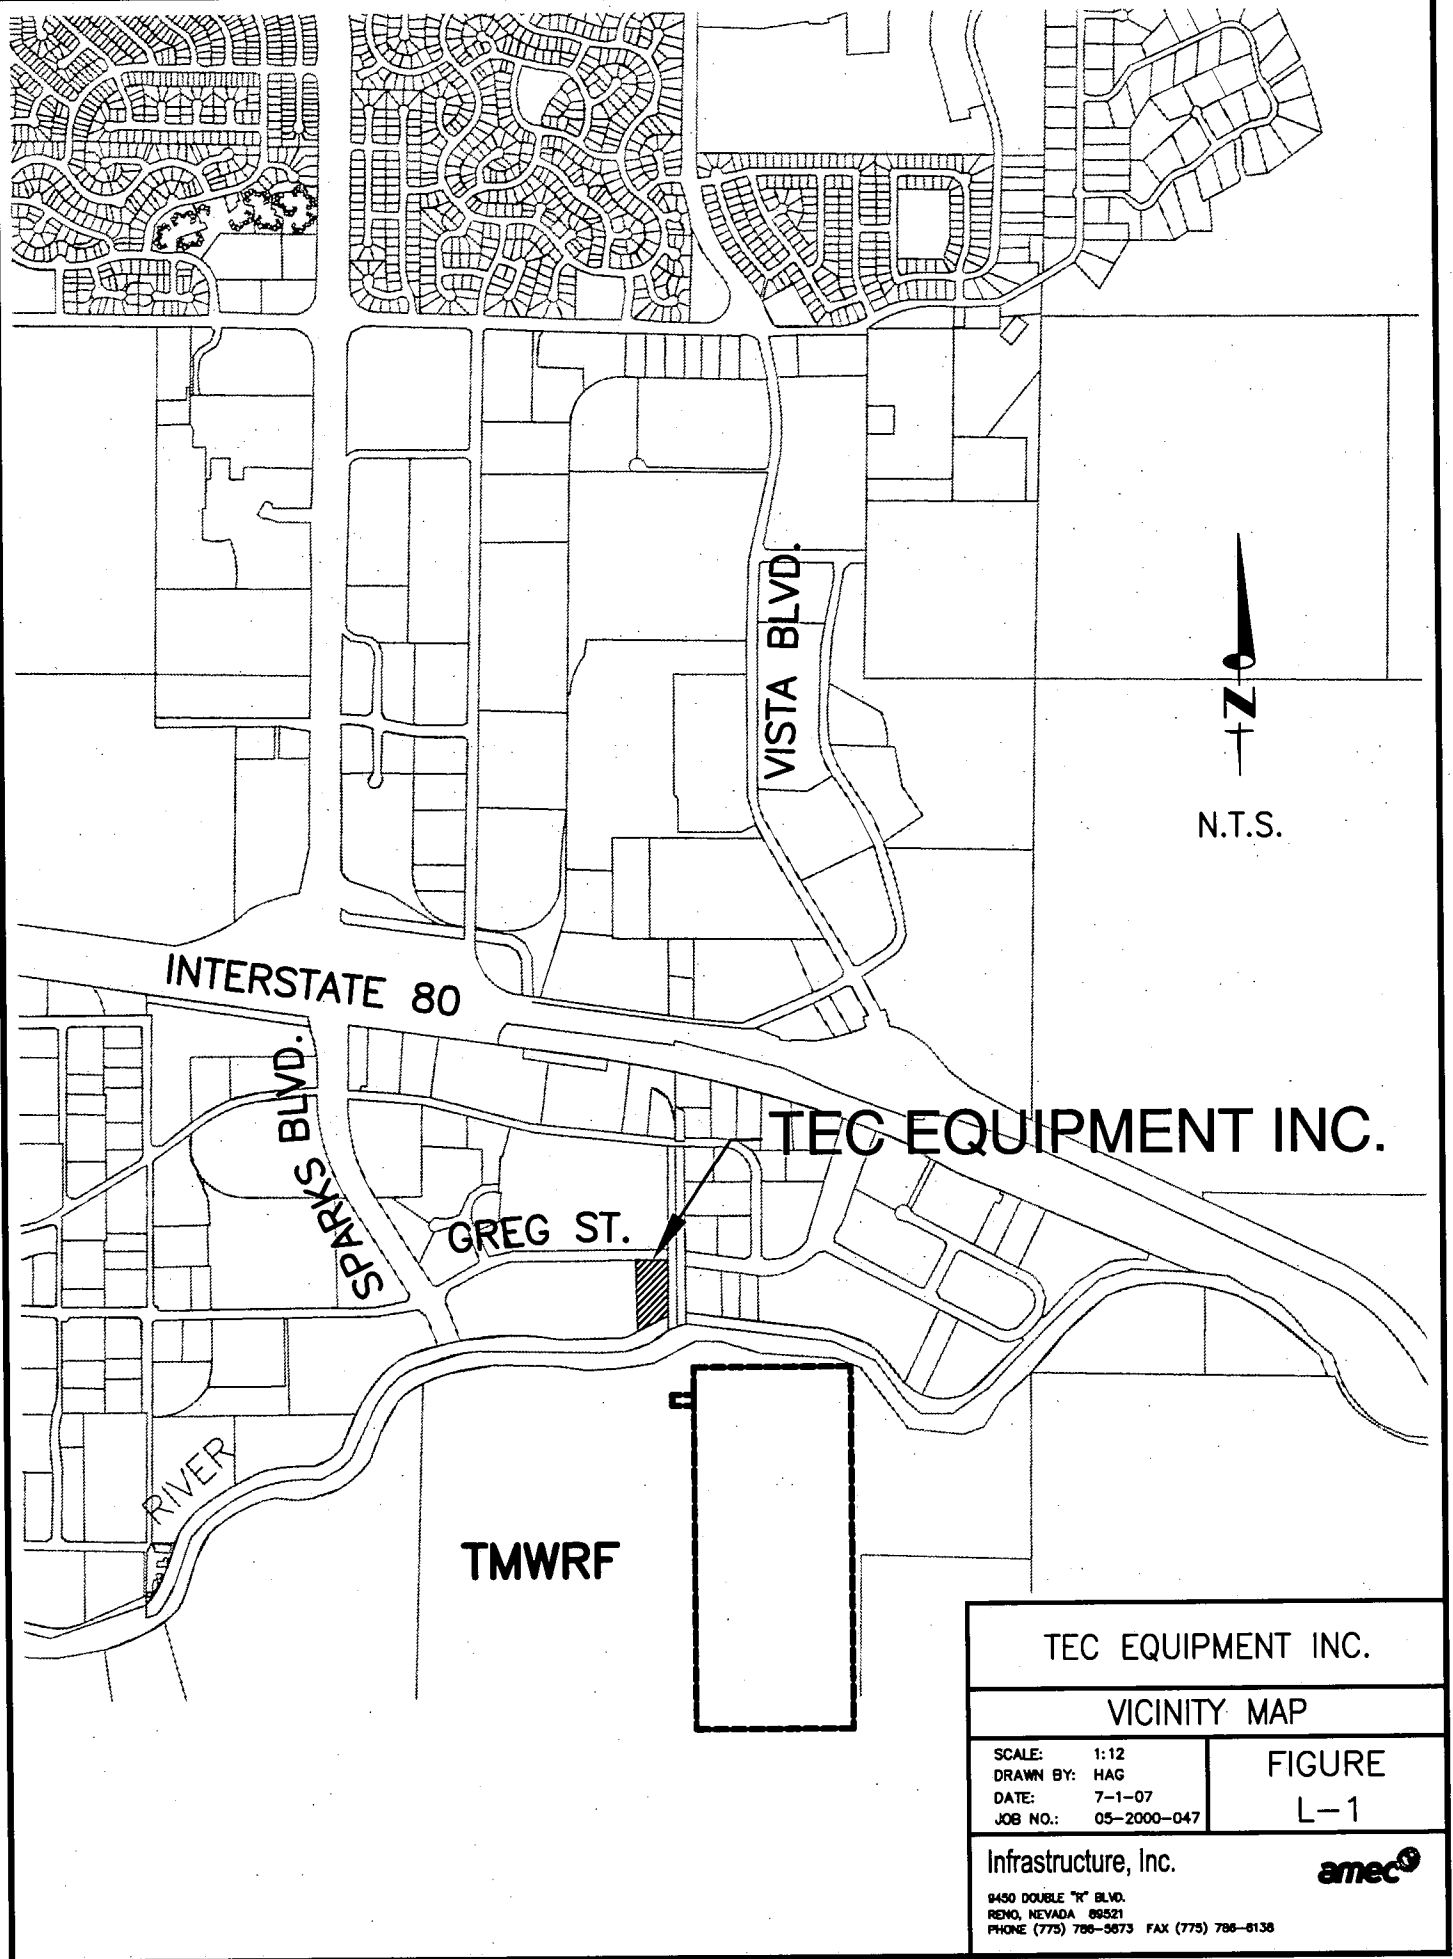 VISTA BLVD.
N
N.T.S.
INTERSTATE 80
SPARKS BLVD.
TEC EQUIPMENT INC.
GREG ST.
RIVER
TMWRF
TEC EQUIPMENT INC.
VICINITY MAP
SCALE: 1:12
DRAWN BY: HAG
DATE: 7-1-07
JOB NO.: 05-2000-047
FIGURE
L-1
Infrastructure, Inc.
amec
9450 DOUBLE "R" BLVD.
RENO, NEVADA 89521
PHONE (775) 786-5873 FAX (775) 786-6138